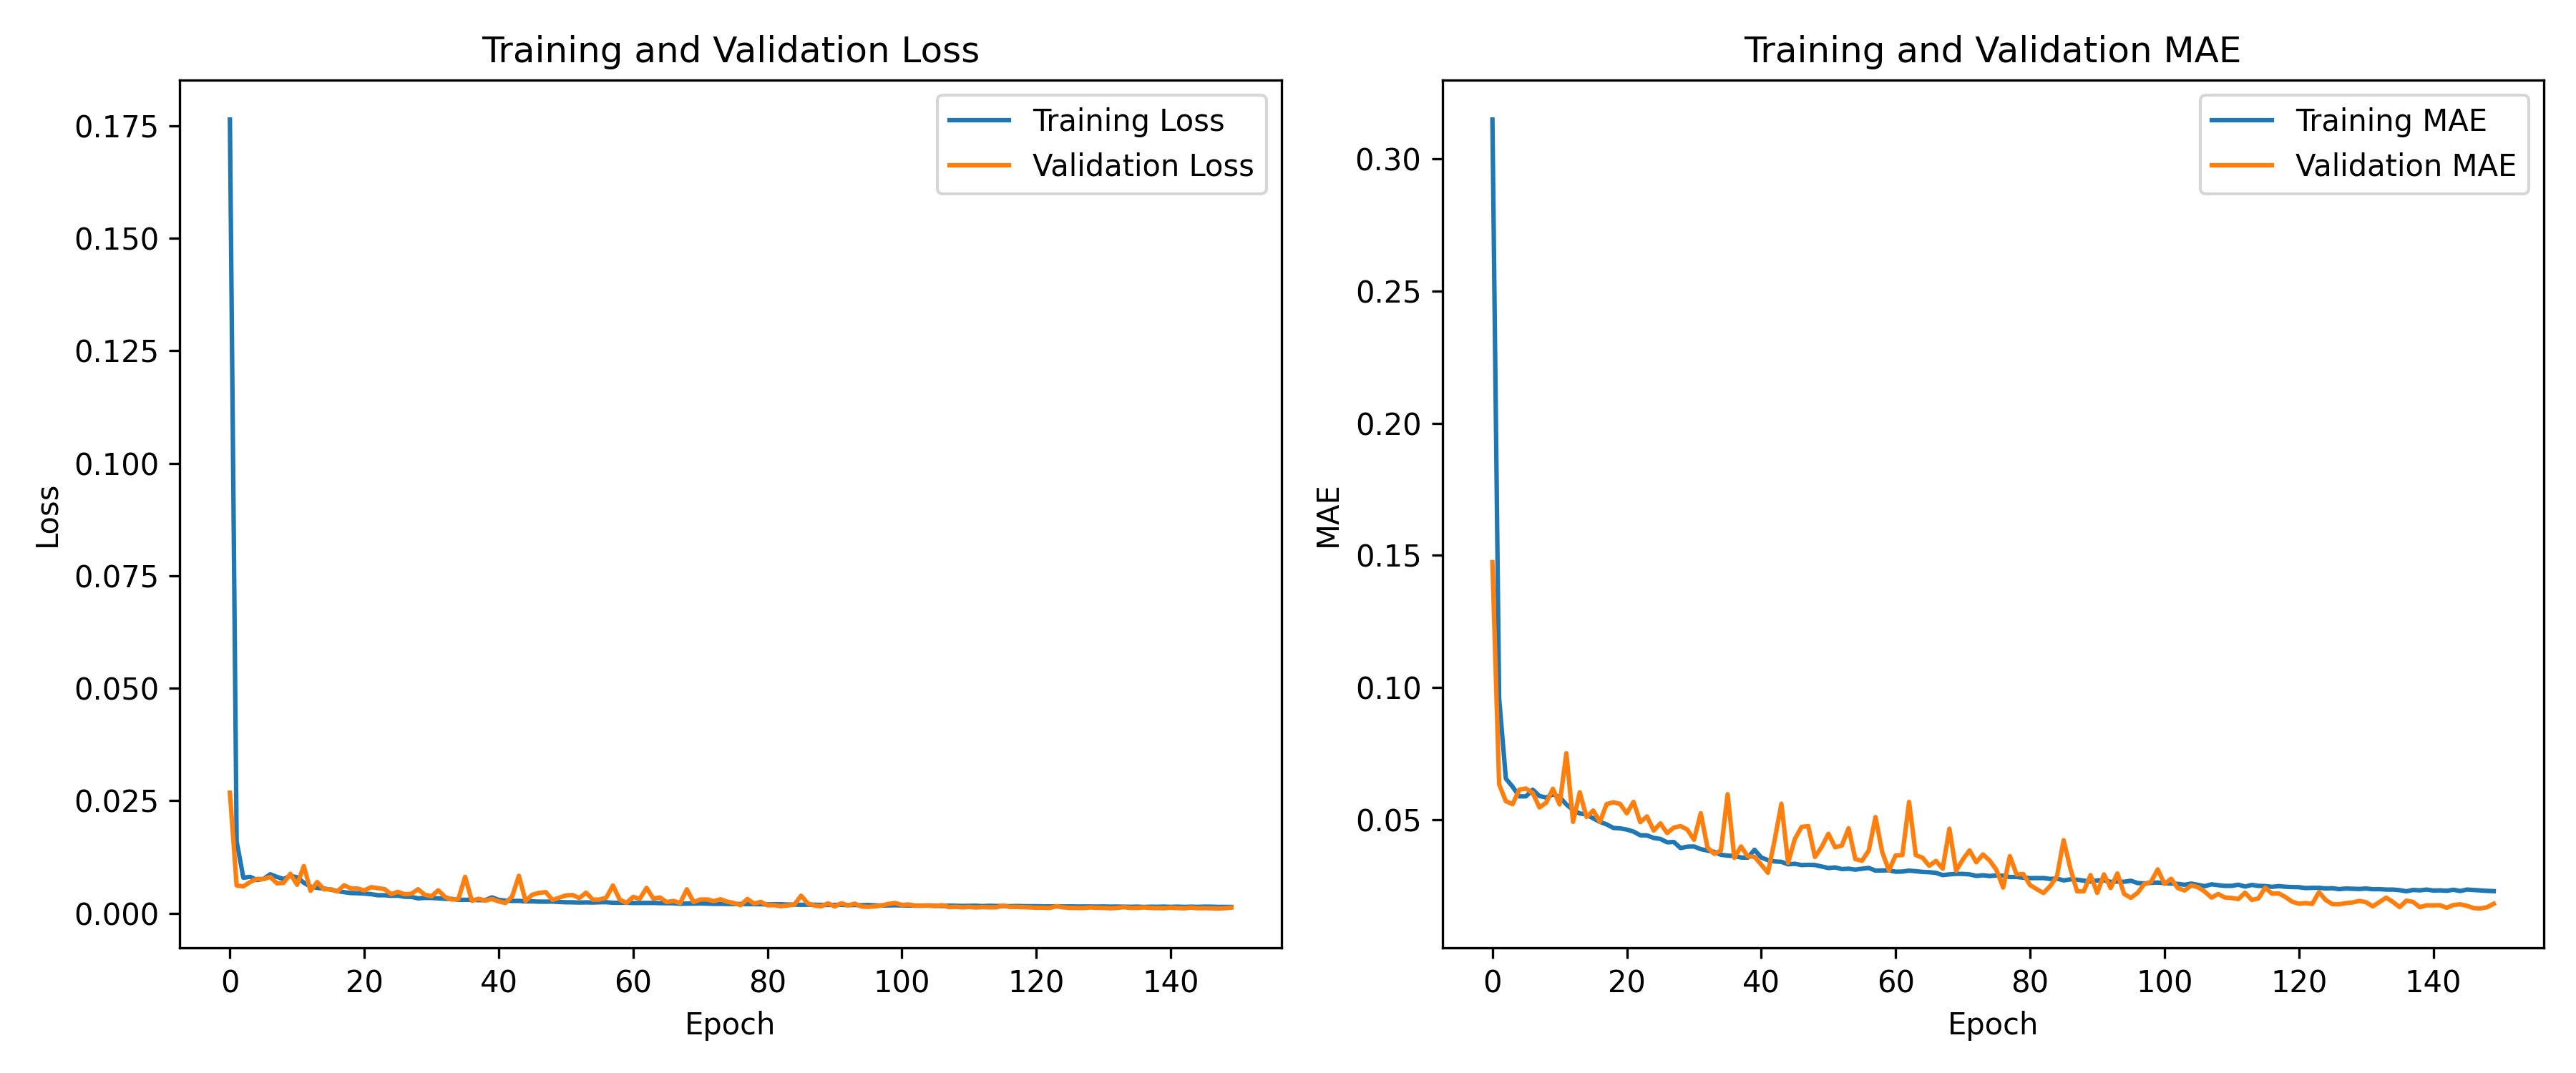 Training and Validation Loss
Training Loss
Validation Loss
0.175
0.150
0.125
0.100
0.075
0.050
0.025
0.000
Loss
0 20 40 60 80 100 120 140
Epoch
Training and Validation MAE
Training MAE
Validation MAE
0.30
0.25
0.20
0.15
0.10
0.05
MAE
0 20 40 60 80 100 120 140
Epoch